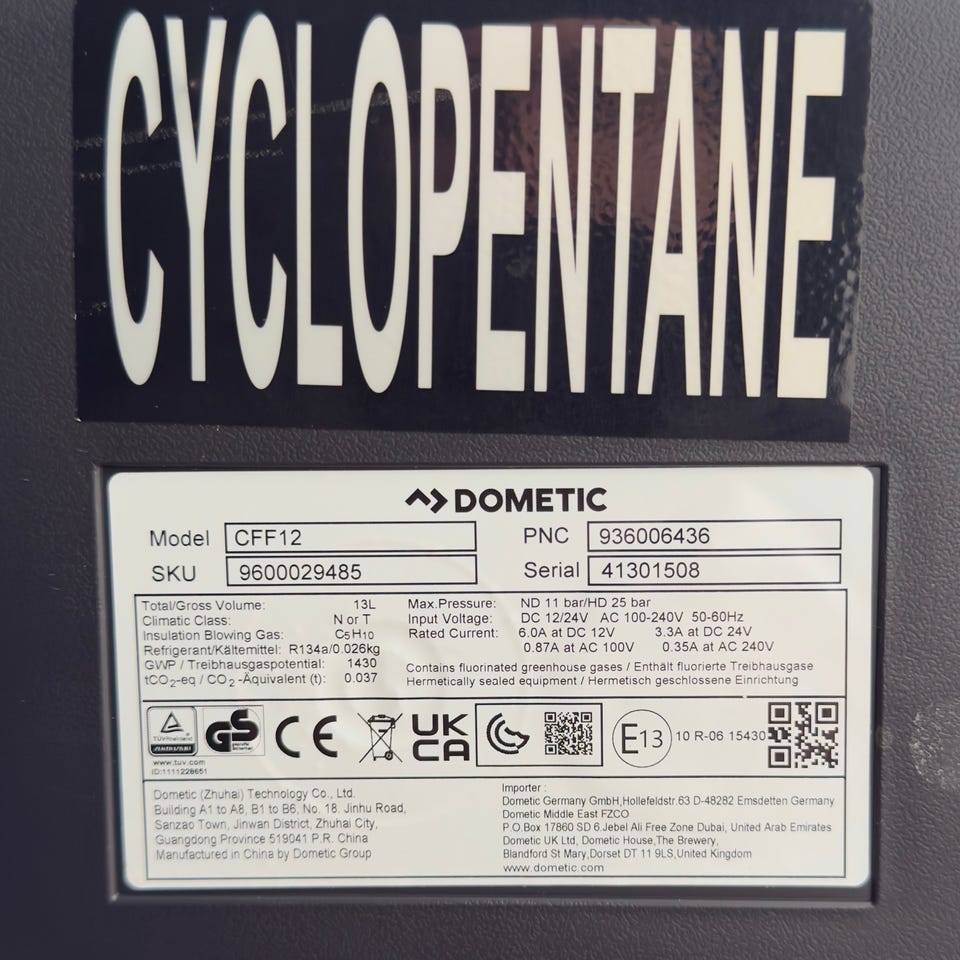 CYCLOPENTANE
DOMETIC
Model CFF12 PNC 936006436
SKU 9600029485 Serial 41301508
Total/Gross Volume: 13L
Climatic Class: N or T
Insulation Blowing Gas: C5H10
Refrigerant/Kältemittel: R134a/0.026kg
GWP / Treibhausgaspotential: 1430
tCO2-eq / CO2 -Äquivalent (t): 0.037
Max.Pressure: ND 11 bar/HD 25 bar
Input Voltage: DC 12/24V AC 100-240V 50-60Hz
Rated Current: 6.0A at DC 12V 3.3A at DC 24V
0.87A at AC 100V 0.35A at AC 240V
Contains fluorinated greenhouse gases / Enthält fluorierte Treibhausgase
Hermetically sealed equipment / Hermetisch geschlossene Einrichtung
TÜVRheinland
www.tuv.com
ID:1111228651
GS
geprüfte
Sicherheit
CE
UK
CA
E13
10 R-06 15430
Dometic (Zhuhai) Technology Co., Ltd.
Building A1 to A8, B1 to B6, No. 18. Jinhu Road,
Sanzao Town, Jinwan District, Zhuhai City,
Guangdong Province 519041 P.R. China
Manufactured in China by Dometic Group
Importer :
Dometic Germany GmbH,Hollefeldstr.63 D-48282 Emsdetten Germany
Dometic Middle East FZCO
P.O.Box 17860 SD 6.Jebel Ali Free Zone Dubai, United Arab Emirates
Dometic UK Ltd, Dometic House,The Brewery,
Blandford St Mary,Dorset DT 11 9LS,United Kingdom
www.dometic.com